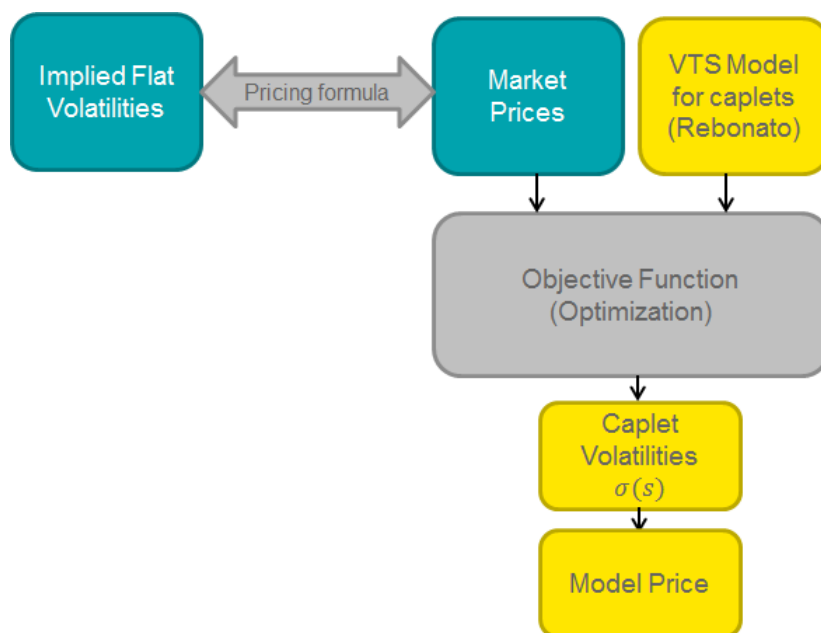 Implied Flat
Volatilities
Pricing formula
Market
Prices
VTS Model
for caplets
(Rebonato)
Objective Function
(Optimization)
Caplet
Volatilities
σ(s)
Model Price